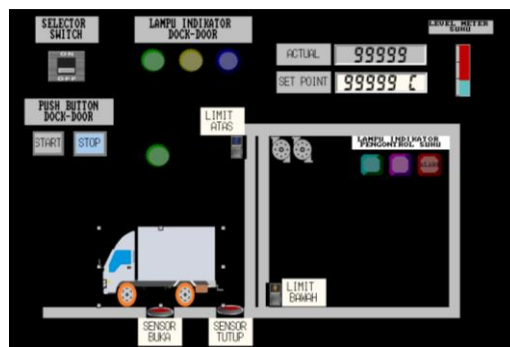 SELECTOR
SWITCH
ON
OFF
LAMPU INDIKATOR
DOCK-DOOR
LEVEL METER
SUHU
ACTUAL
99999
SET POINT
99999 C
PUSH BUTTON
DOCK-DOOR
START
STOP
LIMIT
ATAS
LAMPU INDIKATOR
PENGONTROL SUHU
ALARM
LIMIT
BAWAH
SENSOR
BUKA
SENSOR
TUTUP